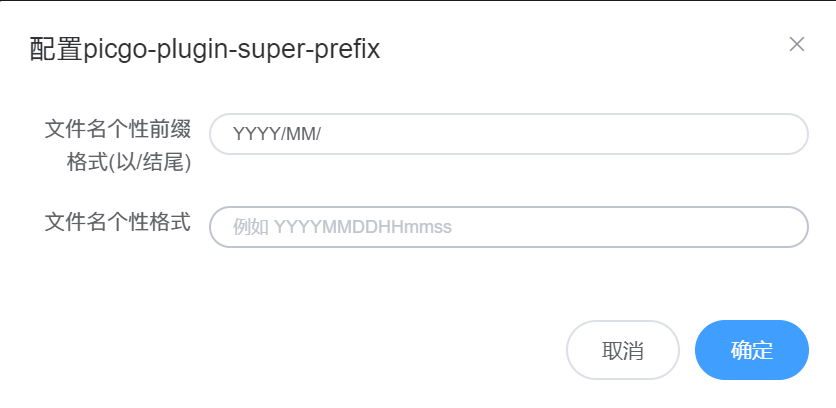 配置picgo-plugin-super-prefix
文件名个性前缀
格式(以/结尾)
YYYY/MM/
文件名个性格式
例如 YYYYMMDDHHmmss
取消
确定